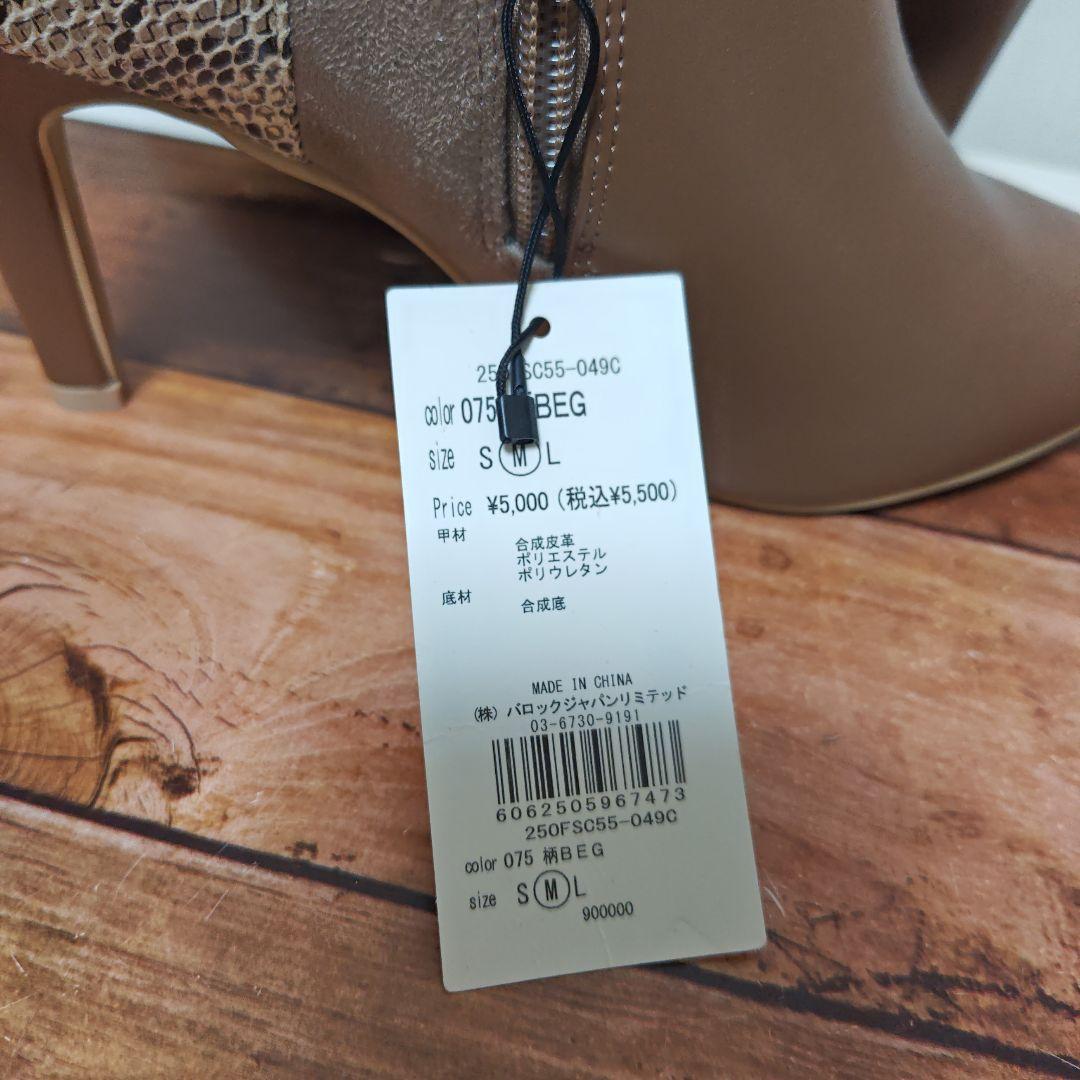 250FSC55-049C
color 075 BEG
size S M L
Price ¥5,000 (税込¥5,500)
甲材 合成皮革
ポリエステル
ポリウレタン
底材 合成底
MADE IN CHINA
(株) バロックジャパンリミテッド
03-6730-9191
6062505967473
250FSC55-049C
color 075 柄BEG
size S M L
900000